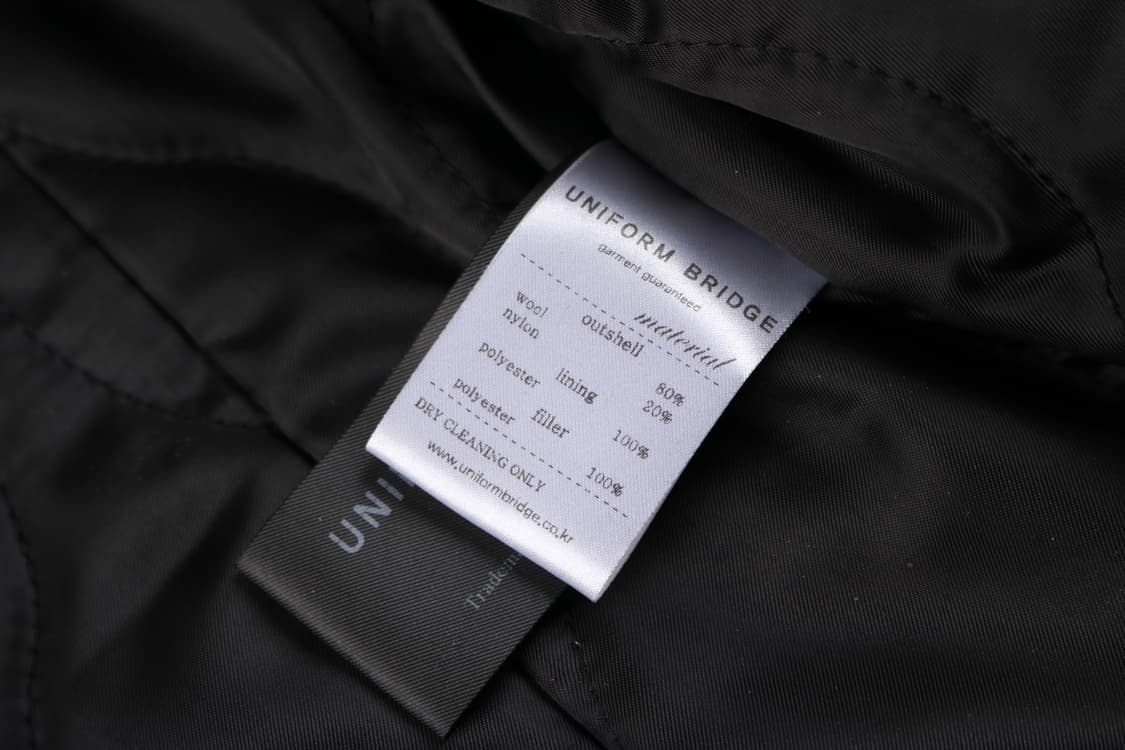 UNIFORM BRIDGE
garment guaranteed
material
outshell
wool 80%
nylon 20%
lining
polyester 100%
filler
polyester 100%
DRY CLEANING ONLY
www.uniformbridge.co.kr
UNI
Tradem